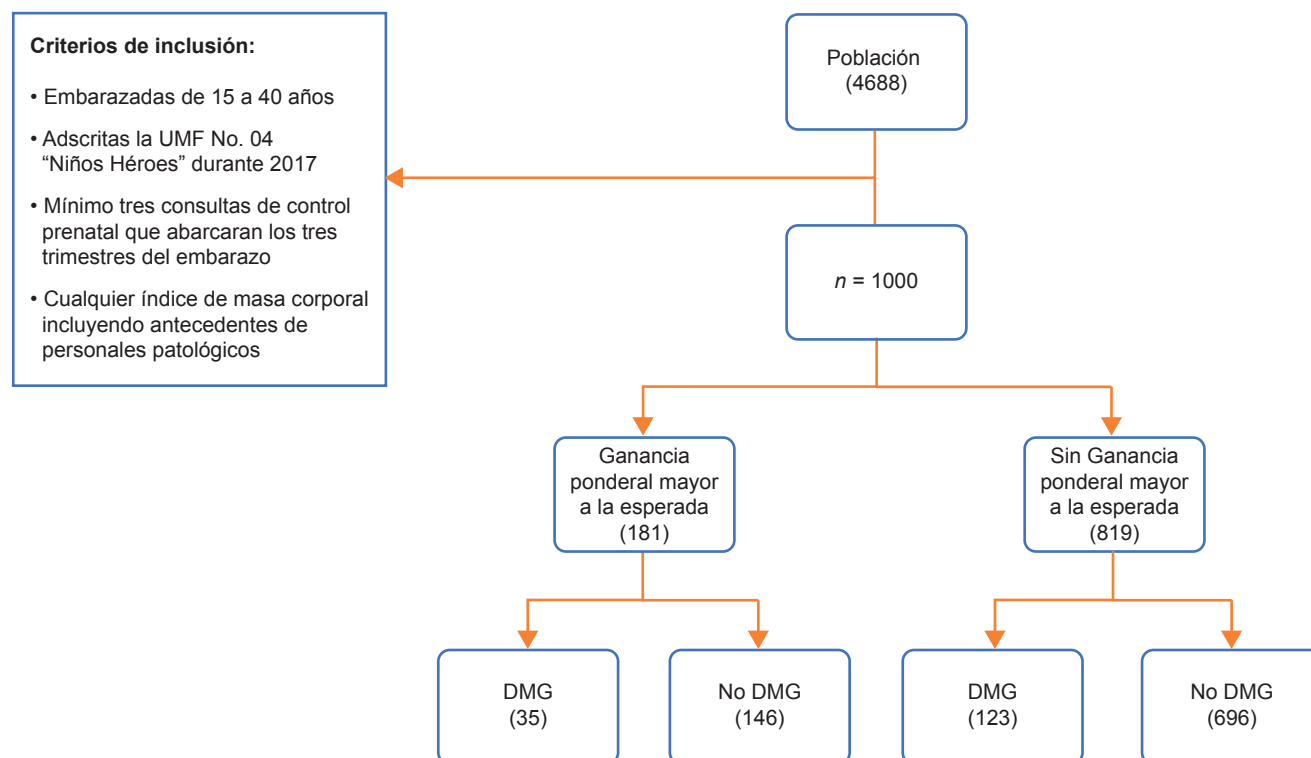 Criterios de inclusión:
• Embarazadas de 15 a 40 años
• Adscritas la UMF No. 04
“Niños Héroes” durante 2017
• Mínimo tres consultas de control
prenatal que abarcaran los tres
trimestres del embarazo
• Cualquier índice de masa corporal
incluyendo antecedentes de
personales patológicos
Población
(4688)
n = 1000
Ganancia
ponderal mayor
a la esperada
(181)
Sin Ganancia
ponderal mayor
a la esperada
(819)
DMG
(35)
No DMG
(146)
DMG
(123)
No DMG
(696)